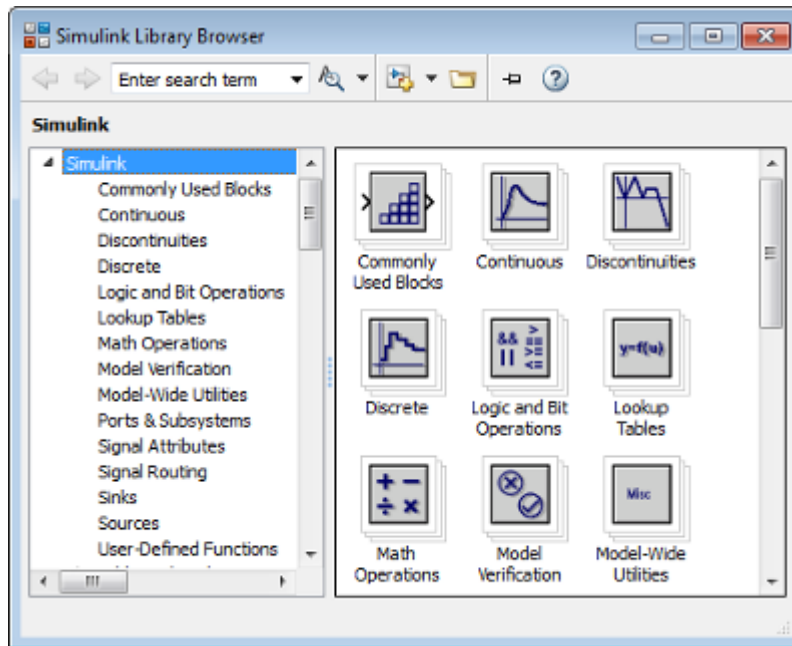 Simulink Library Browser
Enter search term
Simulink
Simulink
Commonly Used Blocks
Continuous
Discontinuities
Discrete
Logic and Bit Operations
Lookup Tables
Math Operations
Model Verification
Model-Wide Utilities
Ports & Subsystems
Signal Attributes
Signal Routing
Sinks
Sources
User-Defined Functions
Commonly
Used Blocks
Continuous
Discontinuities
&& >
|| >=
<=
y=f(u)
Discrete
Logic and Bit
Operations
Lookup
Tables
+ −
÷ ×
Misc
Math
Operations
Model
Verification
Model-Wide
Utilities